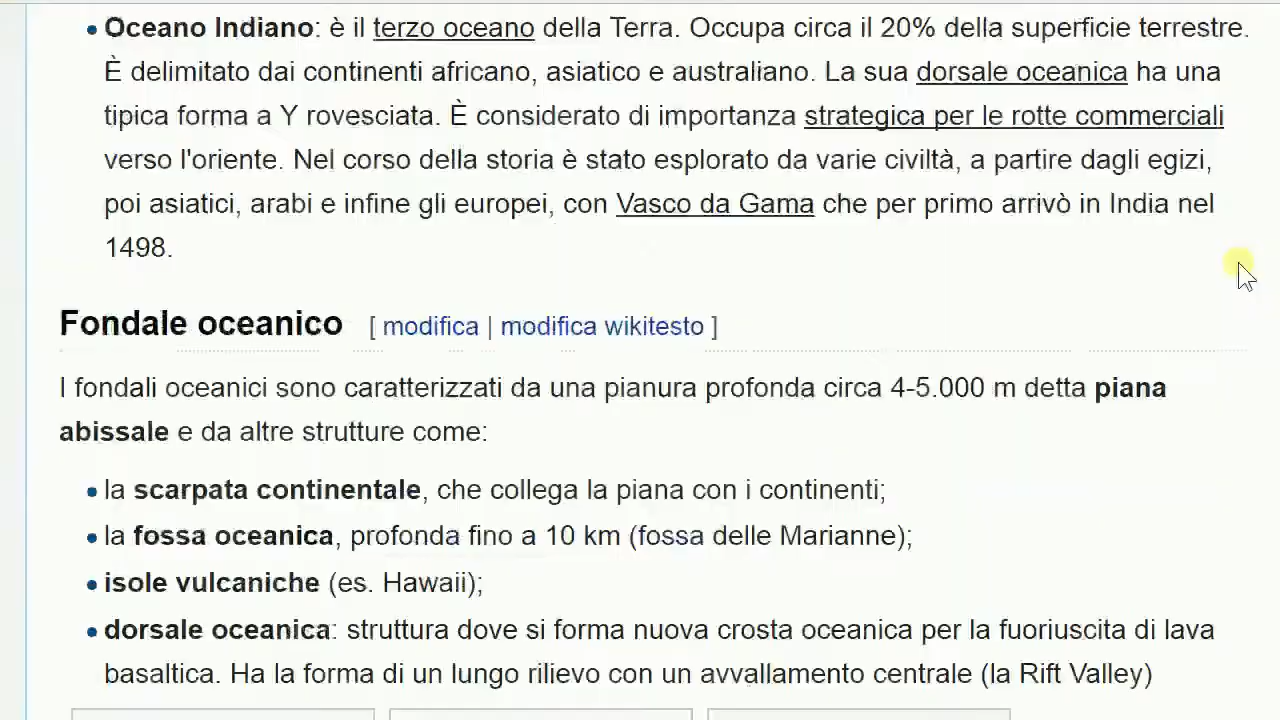 Oceano Indiano: è il terzo oceano della Terra. Occupa circa il 20% della superficie terrestre.
È delimitato dai continenti africano, asiatico e australiano. La sua dorsale oceanica ha una
tipica forma a Y rovesciata. È considerato di importanza strategica per le rotte commerciali
verso l'oriente. Nel corso della storia è stato esplorato da varie civiltà, a partire dagli egizi,
poi asiatici, arabi e infine gli europei, con Vasco da Gama che per primo arrivò in India nel
1498.
Fondale oceanico [ modifica | modifica wikitesto ]
I fondali oceanici sono caratterizzati da una pianura profonda circa 4-5.000 m detta piana
abissale e da altre strutture come:
la scarpata continentale, che collega la piana con i continenti;
la fossa oceanica, profonda fino a 10 km (fossa delle Marianne);
isole vulcaniche (es. Hawaii);
dorsale oceanica: struttura dove si forma nuova crosta oceanica per la fuoriuscita di lava
basaltica. Ha la forma di un lungo rilievo con un avvallamento centrale (la Rift Valley)